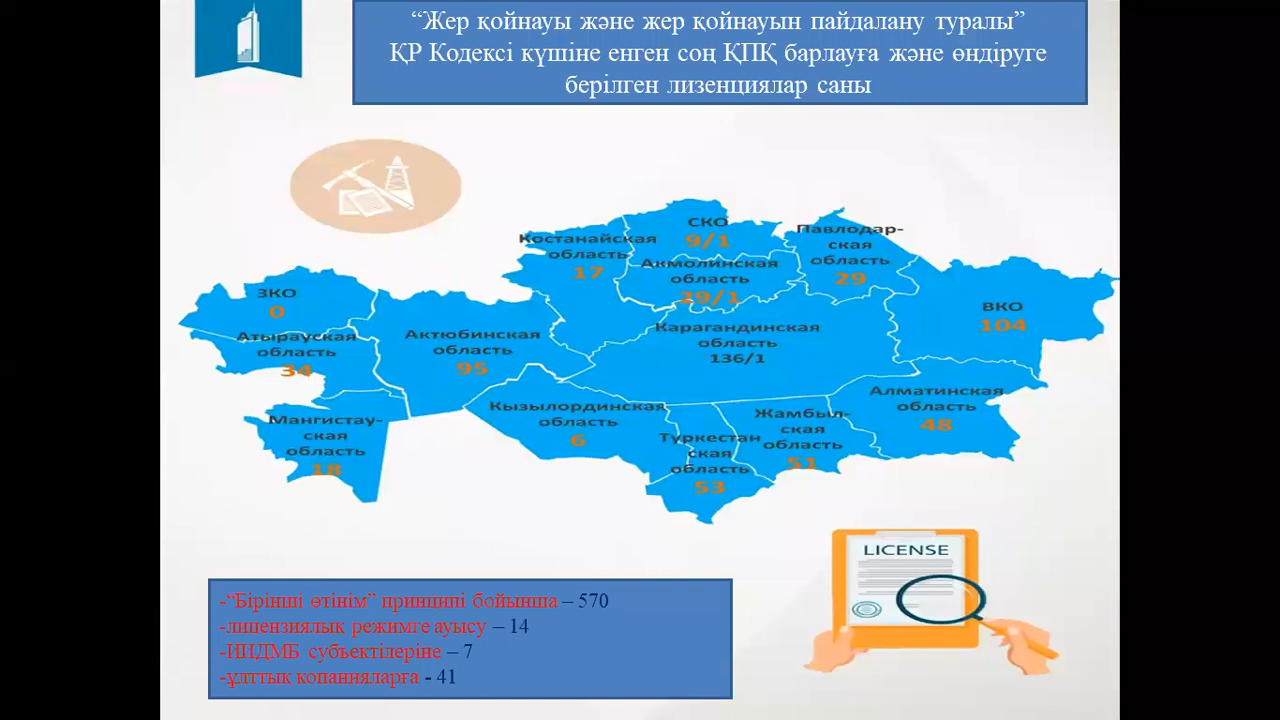 “Жер қойнауы және жер қойнауын пайдалану туралы”
ҚР Кодексі күшіне енген соң ҚПҚ барлауға және өндіруге
берілген лизенциялар саны
СКО
9/1
Костанайская
область
17
Павлодар-
ская
область
29
Акмолинская
область
29/1
ЗКО
0
ВКО
104
Атырауская
область
34
Актюбинская
область
95
Карагандинская
область
136/1
Алматинская
область
48
Мангистау-
ская
область
18
Кызылординская
область
6
Жамбыл-
ская
область
51
Туркестан
ская
область
53
LICENSE
-“Бірінші өтінім” принципі бойынша – 570
-лицензиялық режимге ауысу – 14
-ИИДМБ субъектілеріне – 7
-ұлттық копанияларға - 41